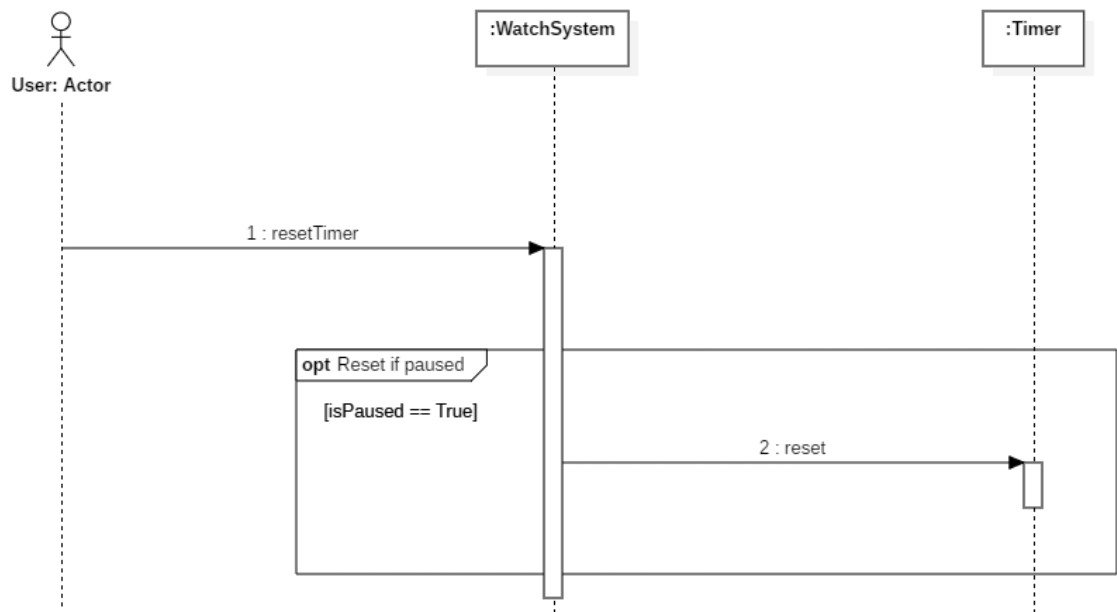 :WatchSystem
:Timer
User: Actor
1 : resetTimer
opt Reset if paused
[isPaused == True]
2 : reset